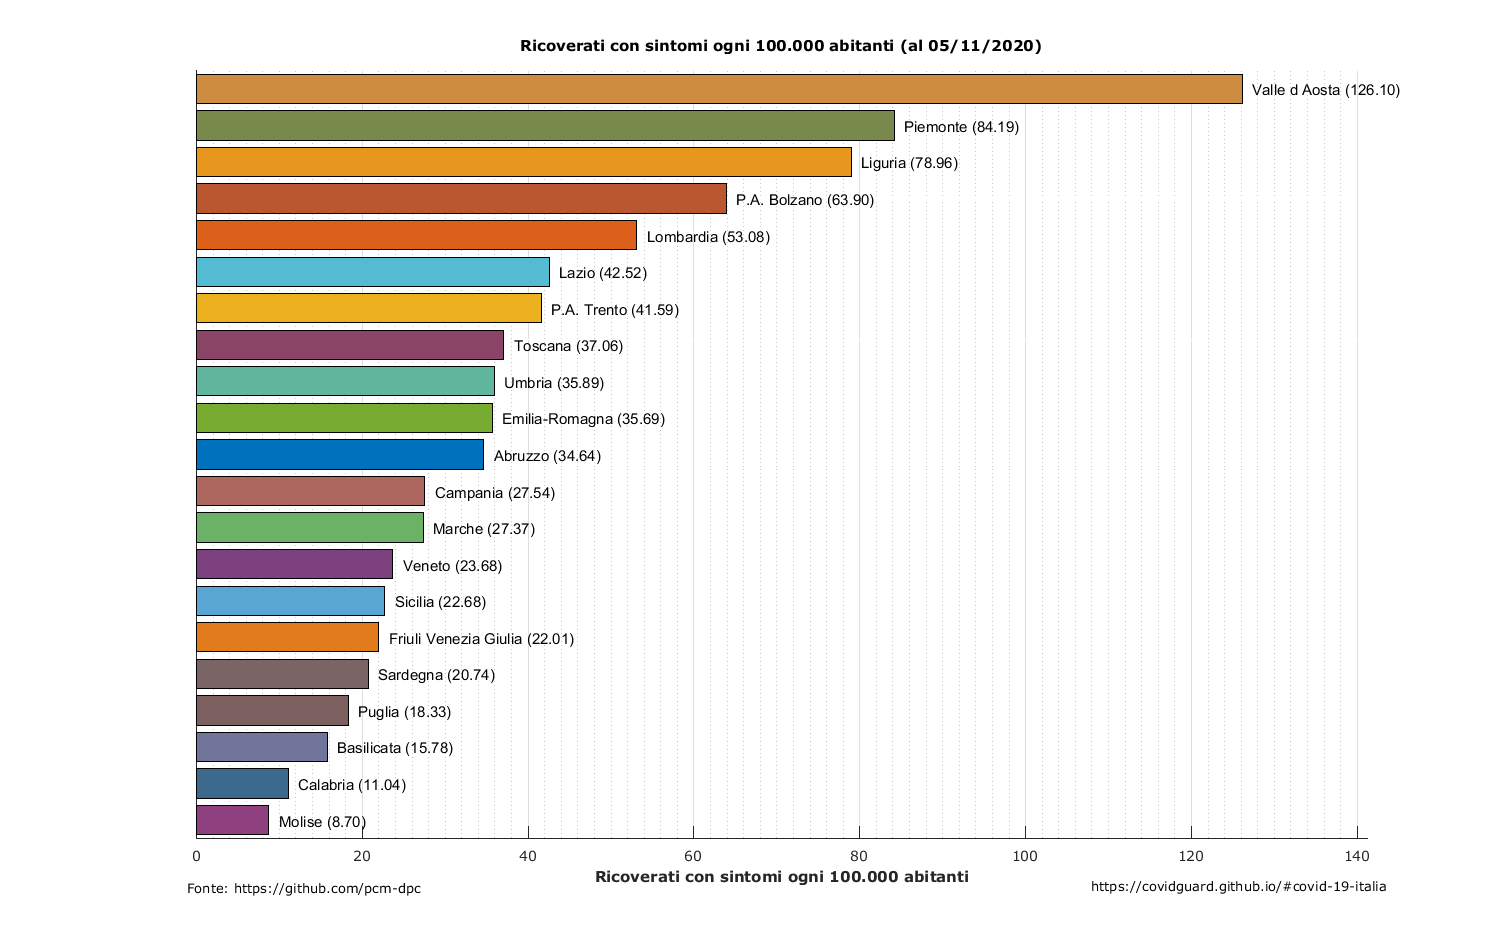 Ricoverati con sintomi ogni 100.000 abitanti (al 05/11/2020)
Valle d Aosta (126.10)
Piemonte (84.19)
Liguria (78.96)
P.A. Bolzano (63.90)
Lombardia (53.08)
Lazio (42.52)
P.A. Trento (41.59)
Toscana (37.06)
Umbria (35.89)
Emilia-Romagna (35.69)
Abruzzo (34.64)
Campania (27.54)
Marche (27.37)
Veneto (23.68)
Sicilia (22.68)
Friuli Venezia Giulia (22.01)
Sardegna (20.74)
Puglia (18.33)
Basilicata (15.78)
Calabria (11.04)
Molise (8.70)
0 20 40 60 80 100 120 140
Ricoverati con sintomi ogni 100.000 abitanti
Fonte: https://github.com/pcm-dpc
https://covidguard.github.io/#covid-19-italia